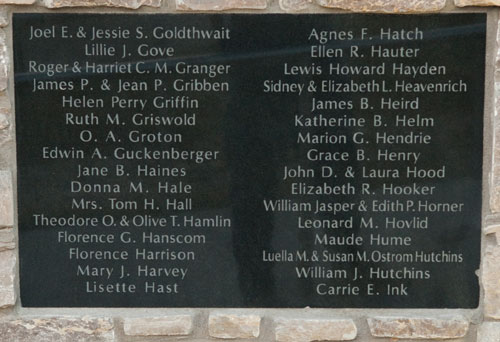 Joel E. & Jessie S. Goldthwait
Lillie J. Gove
Roger & Harriet C. M. Granger
James P. & Jean P. Gribben
Helen Perry Griffin
Ruth M. Griswold
O. A. Groton
Edwin A. Guckenberger
Jane B. Haines
Donna M. Hale
Mrs. Tom H. Hall
Theodore O. & Olive T. Hamlin
Florence G. Hanscom
Florence Harrison
Mary J. Harvey
Lisette Hast
Agnes F. Hatch
Ellen R. Hauter
Lewis Howard Hayden
Sidney & Elizabeth L. Heavenrich
James B. Heird
Katherine B. Helm
Marion G. Hendrie
Grace B. Henry
John D. & Laura Hood
Elizabeth R. Hooker
William Jasper & Edith P. Horner
Leonard M. Hovlid
Maude Hume
Luella M. & Susan M. Ostrom Hutchins
William J. Hutchins
Carrie E. Ink